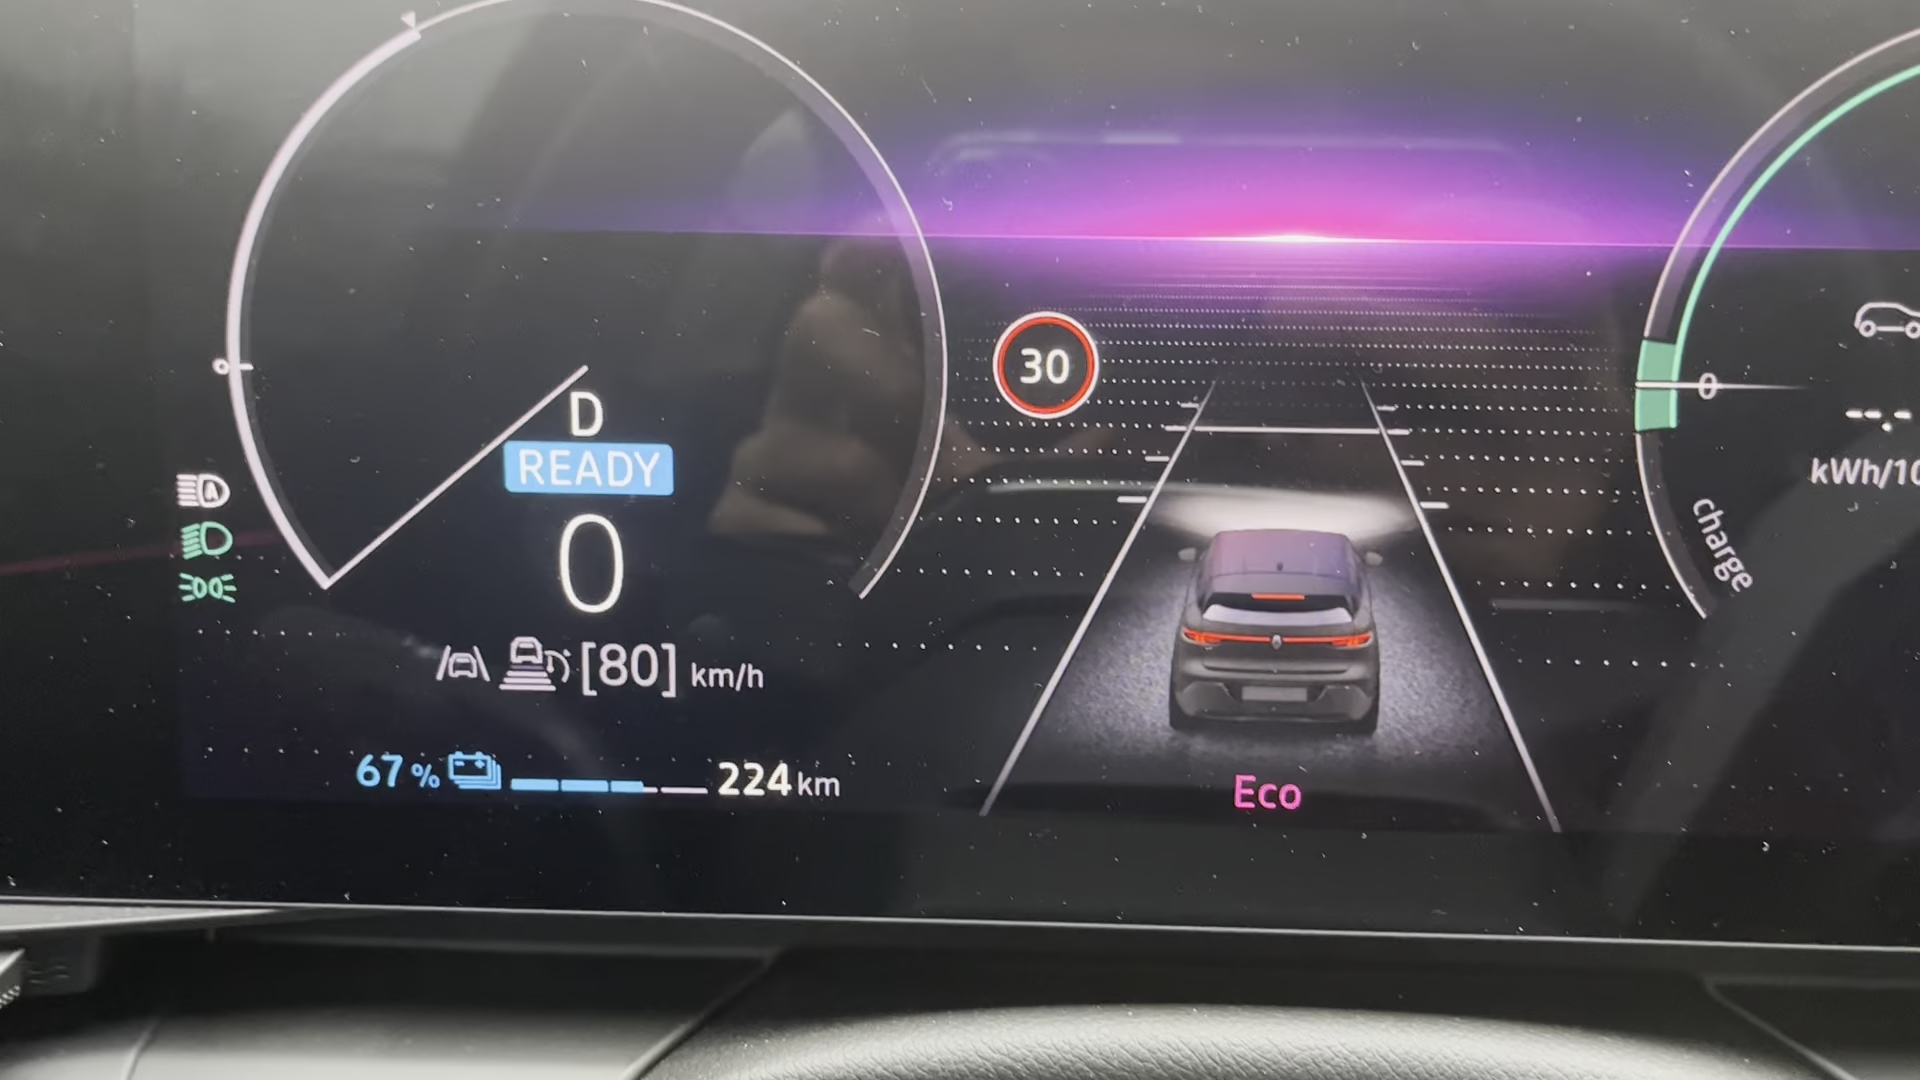 D
READY
0
[80] km/h
67 % 224 km
30
Eco
0
--.-
kWh/10
charge
A